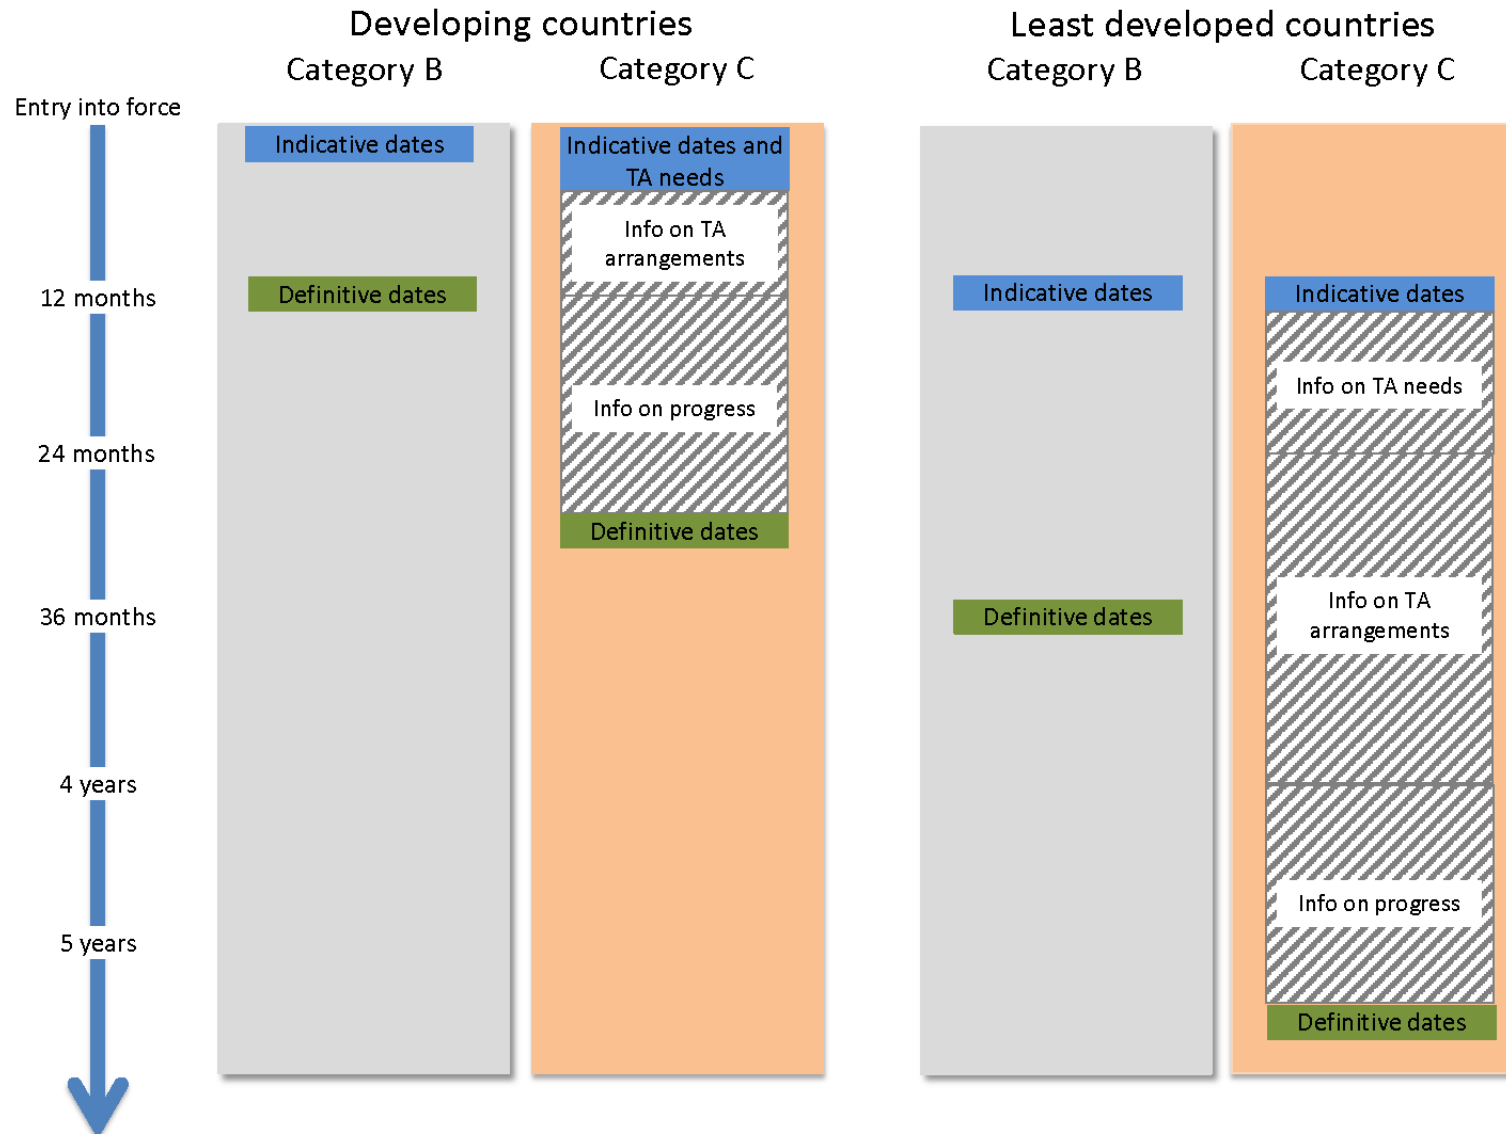 Developing countries
Least developed countries
Category B
Category C
Category B
Category C
Entry into force
Indicative dates
Indicative dates and
TA needs
Info on TA
arrangements
12 months
Definitive dates
Indicative dates
Indicative dates
Info on TA needs
Info on progress
24 months
Definitive dates
36 months
Definitive dates
Info on TA
arrangements
4 years
Info on progress
5 years
Definitive dates